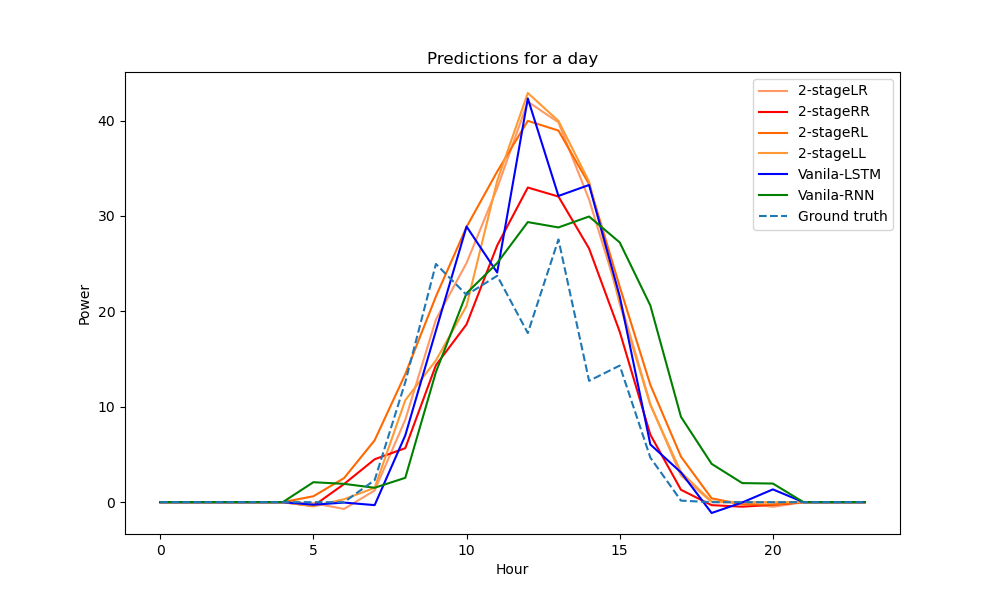 Predictions for a day
2-stageLR
2-stageRR
2-stageRL
2-stageLL
Vanila-LSTM
Vanila-RNN
Ground truth
40
30
20
10
0
Power
0 5 10 15 20
Hour